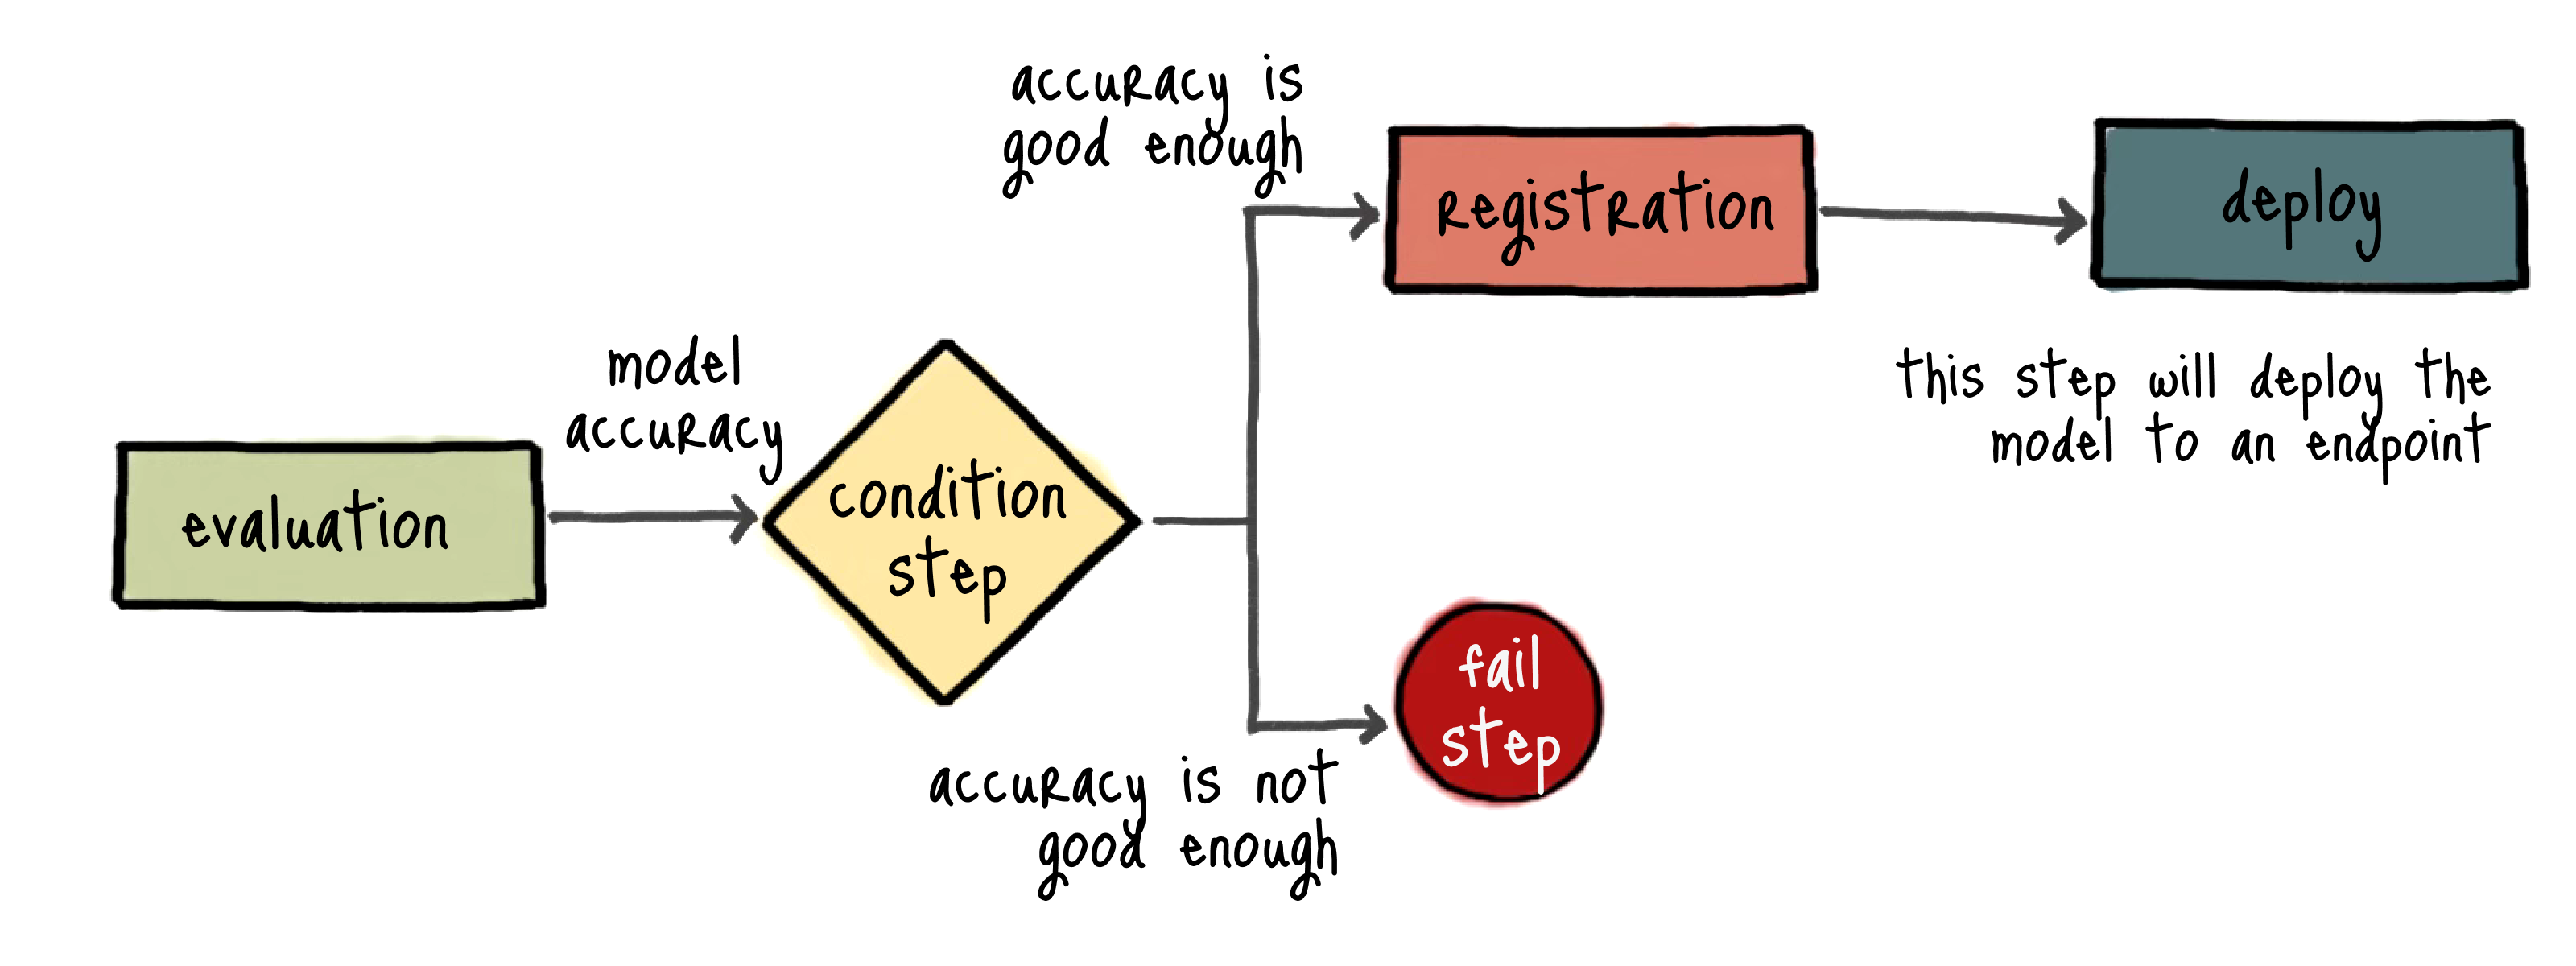 evaluation
model
accuracy
condition
step
accuracy is
good enough
registration
deploy
this step will deploy the
model to an endpoint
accuracy is not
good enough
fail
step